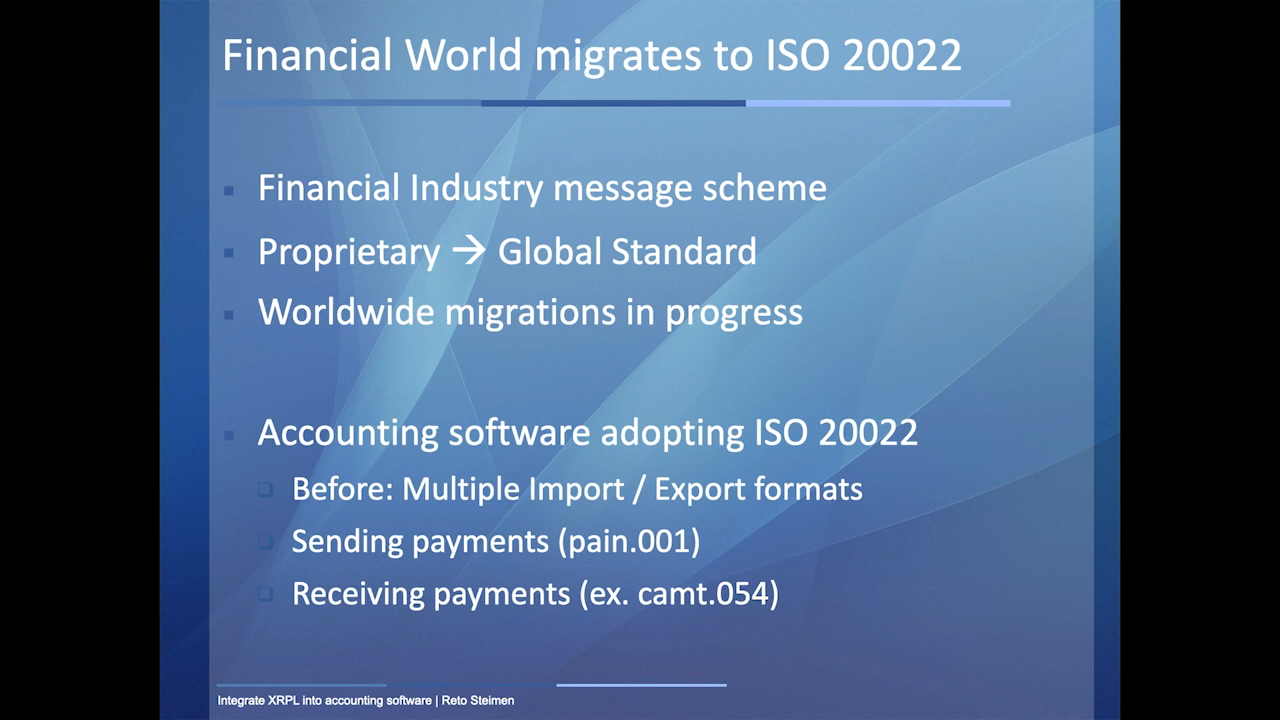 Financial World migrates to ISO 20022
Financial Industry message scheme
Proprietary → Global Standard
Worldwide migrations in progress
Accounting software adopting ISO 20022
Before: Multiple Import / Export formats
Sending payments (pain.001)
Receiving payments (ex. camt.054)
Integrate XRPL into accounting software | Reto Steimen